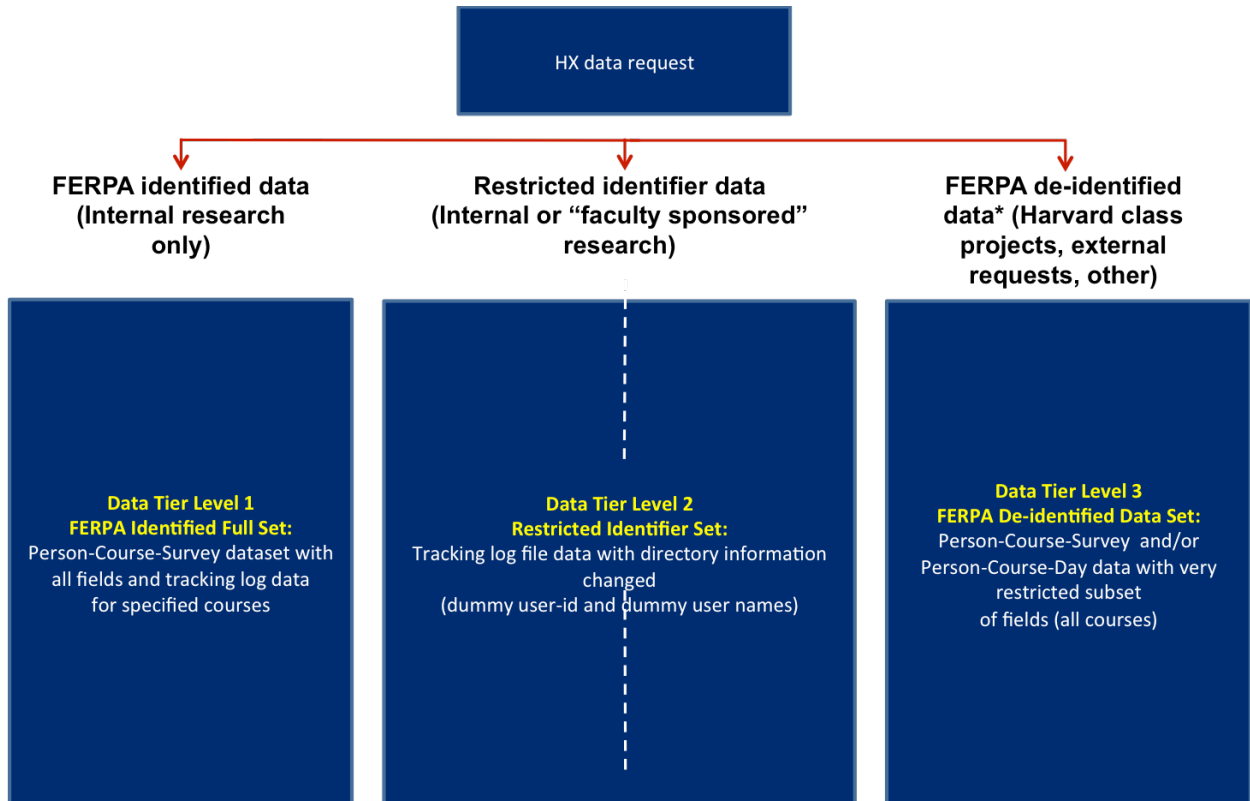 HX data request
FERPA identified data
(Internal research
only)
Restricted identifier data
(Internal or “faculty sponsored”
research)
FERPA de-identified
data* (Harvard class
projects, external
requests, other)
Data Tier Level 1
FERPA Identified Full Set:
Person-Course-Survey dataset with
all fields and tracking log data
for specified courses
Data Tier Level 2
Restricted Identifier Set:
Tracking log file data with directory information
changed
(dummy user-id and dummy user names)
Data Tier Level 3
FERPA De-identified Data Set:
Person-Course-Survey and/or
Person-Course-Day data with very
restricted subset
of fields (all courses)